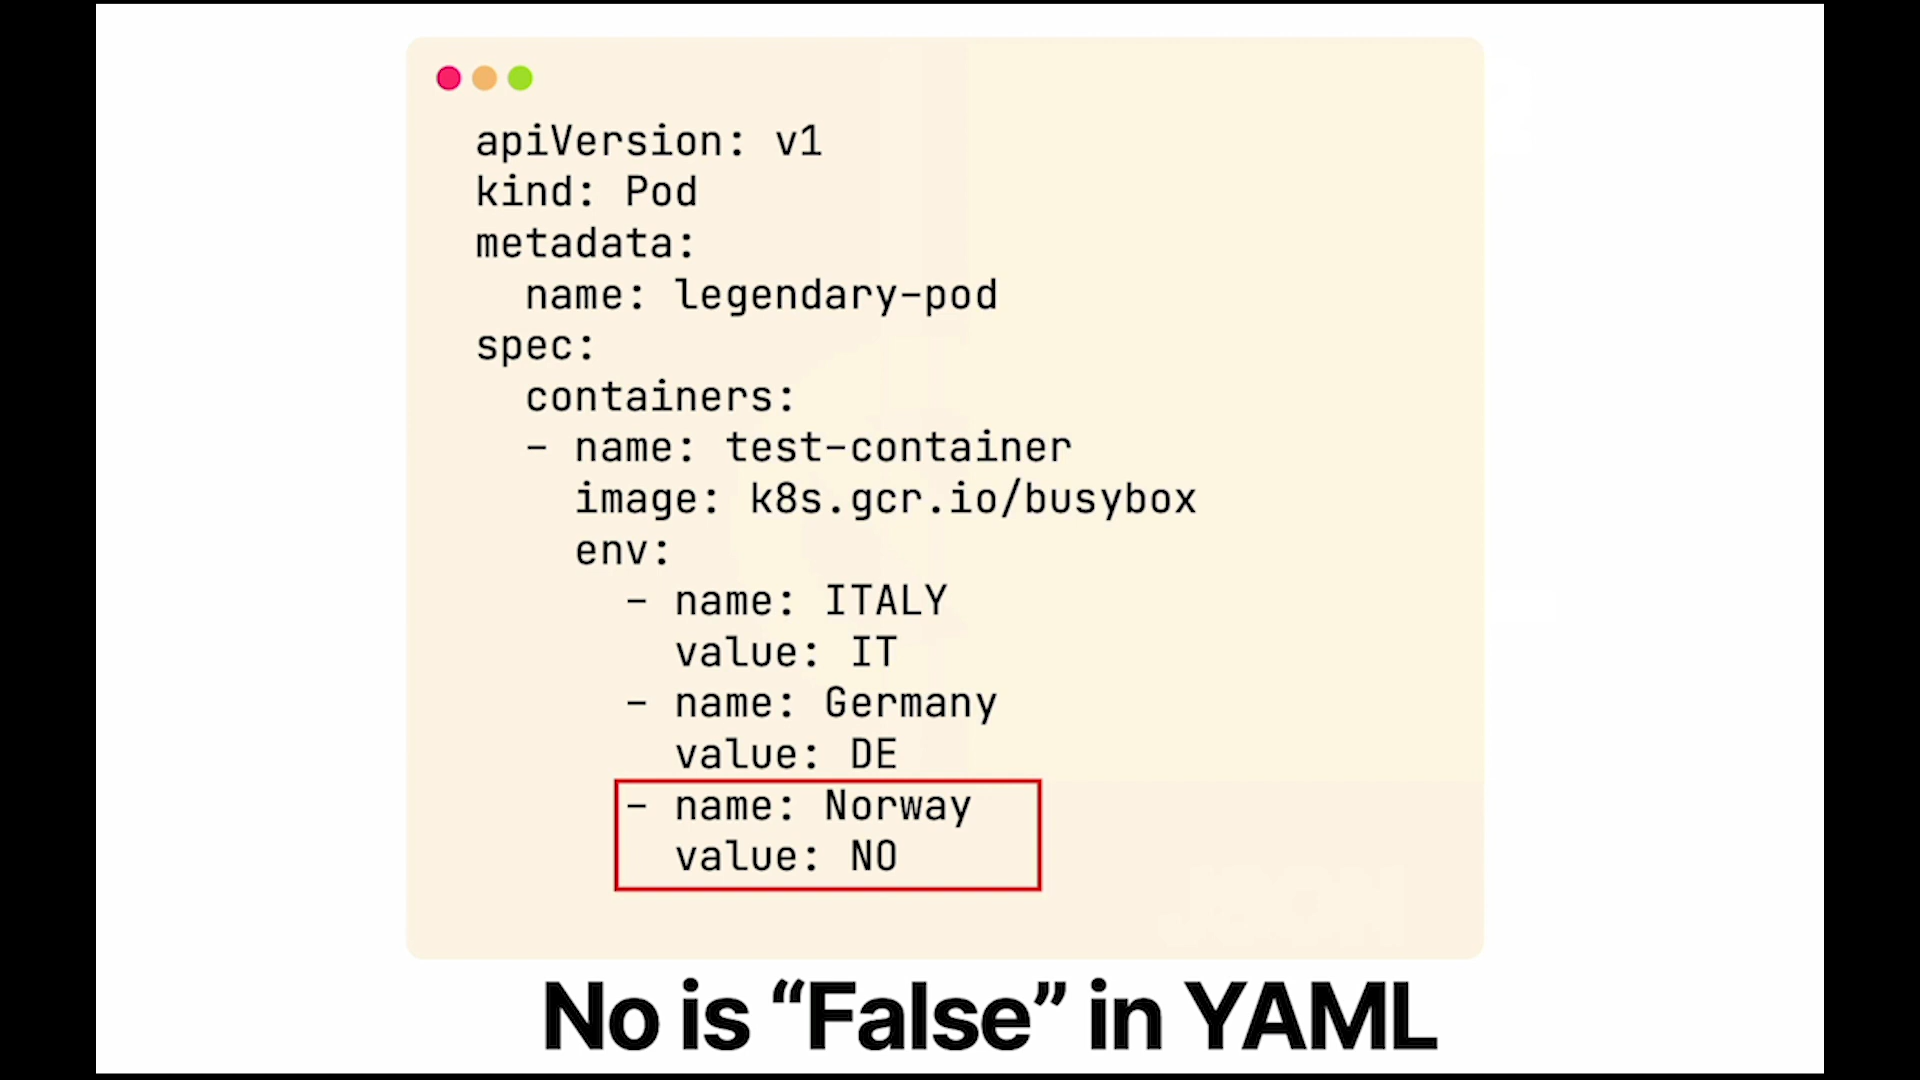 apiVersion: v1
kind: Pod
metadata:
  name: legendary-pod
spec:
  containers:
  - name: test-container
    image: k8s.gcr.io/busybox
    env:
      - name: ITALY
        value: IT
      - name: Germany
        value: DE
      - name: Norway
        value: NO
No is “False” in YAML